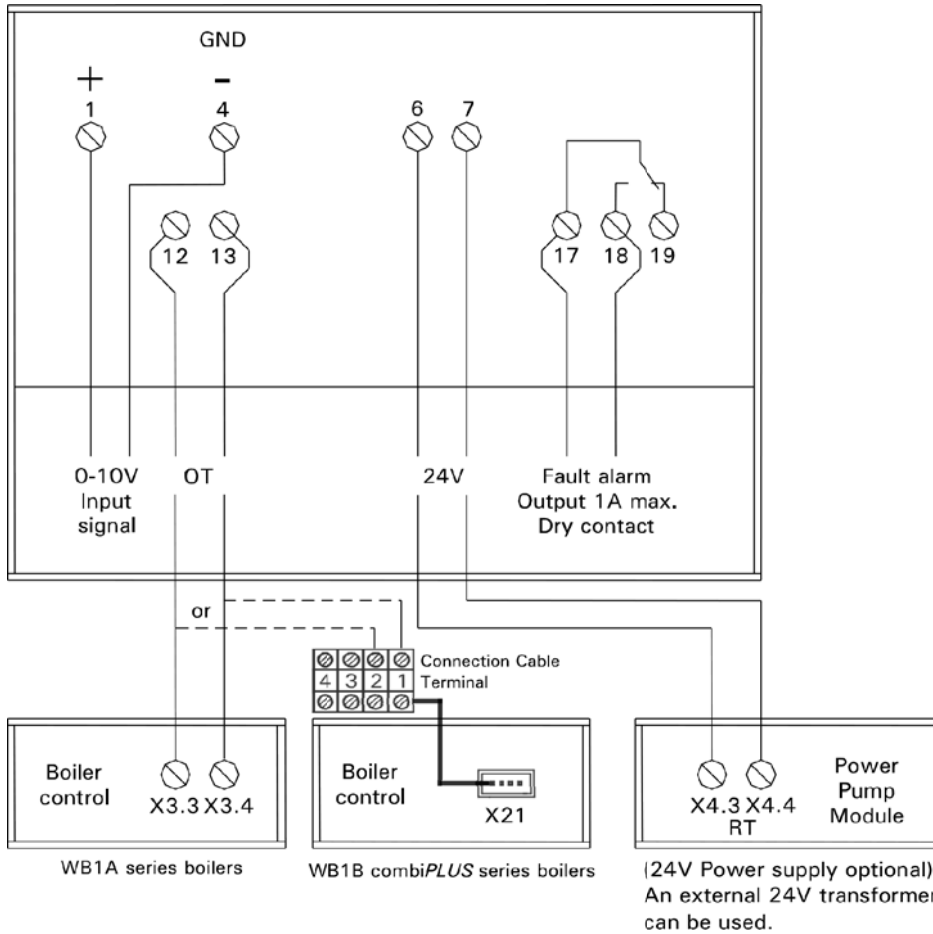 GND
+ -
1 4 6 7
12 13 17 18 19
0-10V
Input
signal
OT
24V
Fault alarm
Output 1A max.
Dry contact
or
4 3 2 1
Connection Cable
Terminal
Boiler
control
X3.3 X3.4
WB1A series boilers
Boiler
control
X21
WB1B combiPLUS series boilers
X4.3 X4.4
RT
Power
Pump
Module
(24V Power supply optional)
An external 24V transformer
can be used.